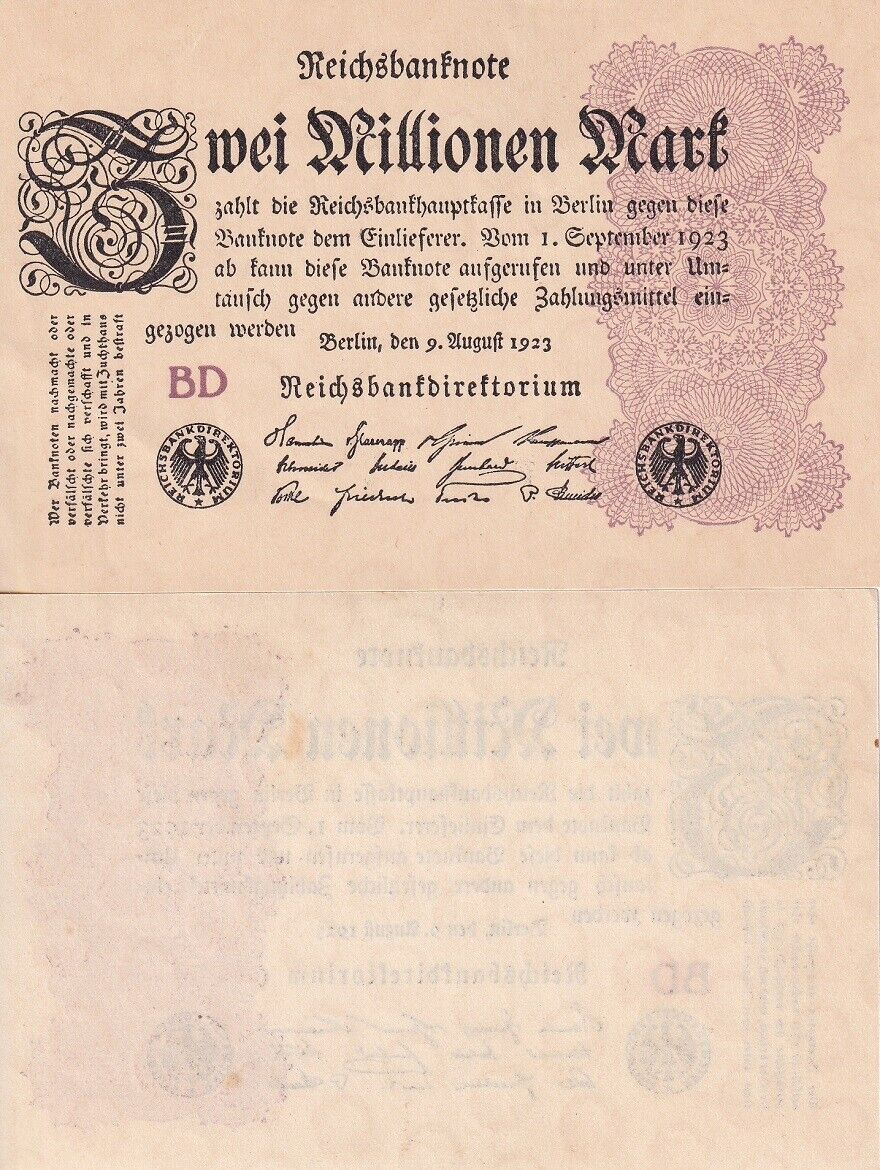 Reichsbanknote
Zwei Millionen Mark
zahlt die Reichsbankhauptkasse in Berlin gegen diese
Banknote dem Einlieferer. Vom 1. September 1923
ab kann diese Banknote aufgerufen und unter Um-
tausch gegen andere gesetzliche Zahlungsmittel ein-
gezogen werden
Berlin, den 9. August 1923
BD
Reichsbankdirektorium
REICHSBANKDIREKTORIUM
REICHSBANKDIREKTORIUM
Wer Banknoten nachmacht oder
verfälscht oder nachgemachte oder
verfälschte sich verschafft und in
Verkehr bringt, wird mit Zuchthaus
nicht unter zwei Jahren bestraft